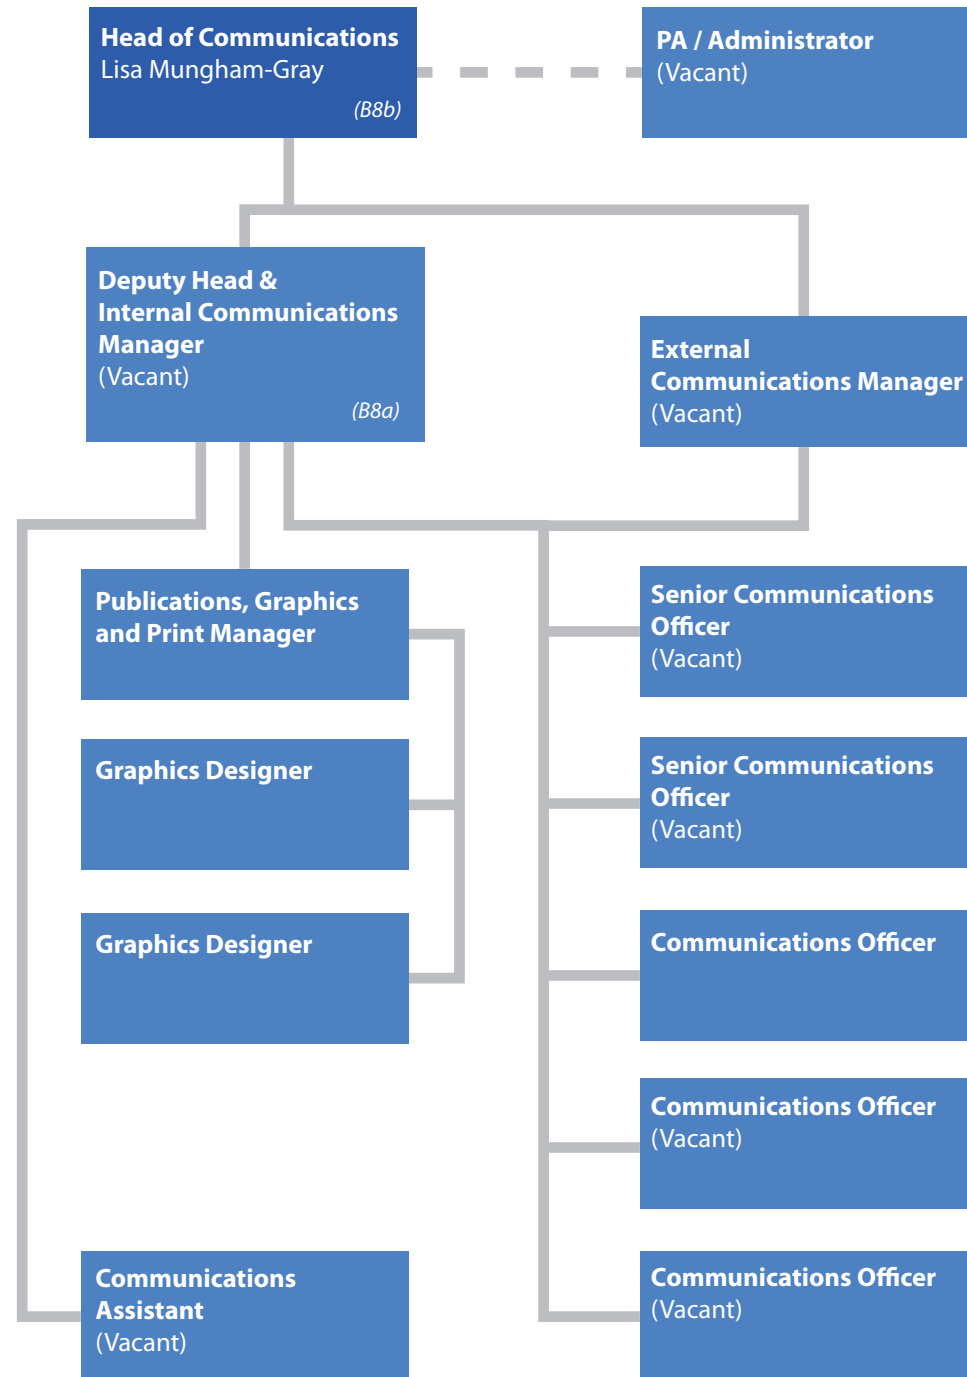 Head of Communications
Lisa Mungham-Gray
(B8b)
PA / Administrator
(Vacant)
Deputy Head &
Internal Communications
Manager
(Vacant)
(B8a)
External
Communications Manager
(Vacant)
Publications, Graphics
and Print Manager
Graphics Designer
Graphics Designer
Communications
Assistant
(Vacant)
Senior Communications
Officer
(Vacant)
Senior Communications
Officer
(Vacant)
Communications Officer
Communications Officer
(Vacant)
Communications Officer
(Vacant)